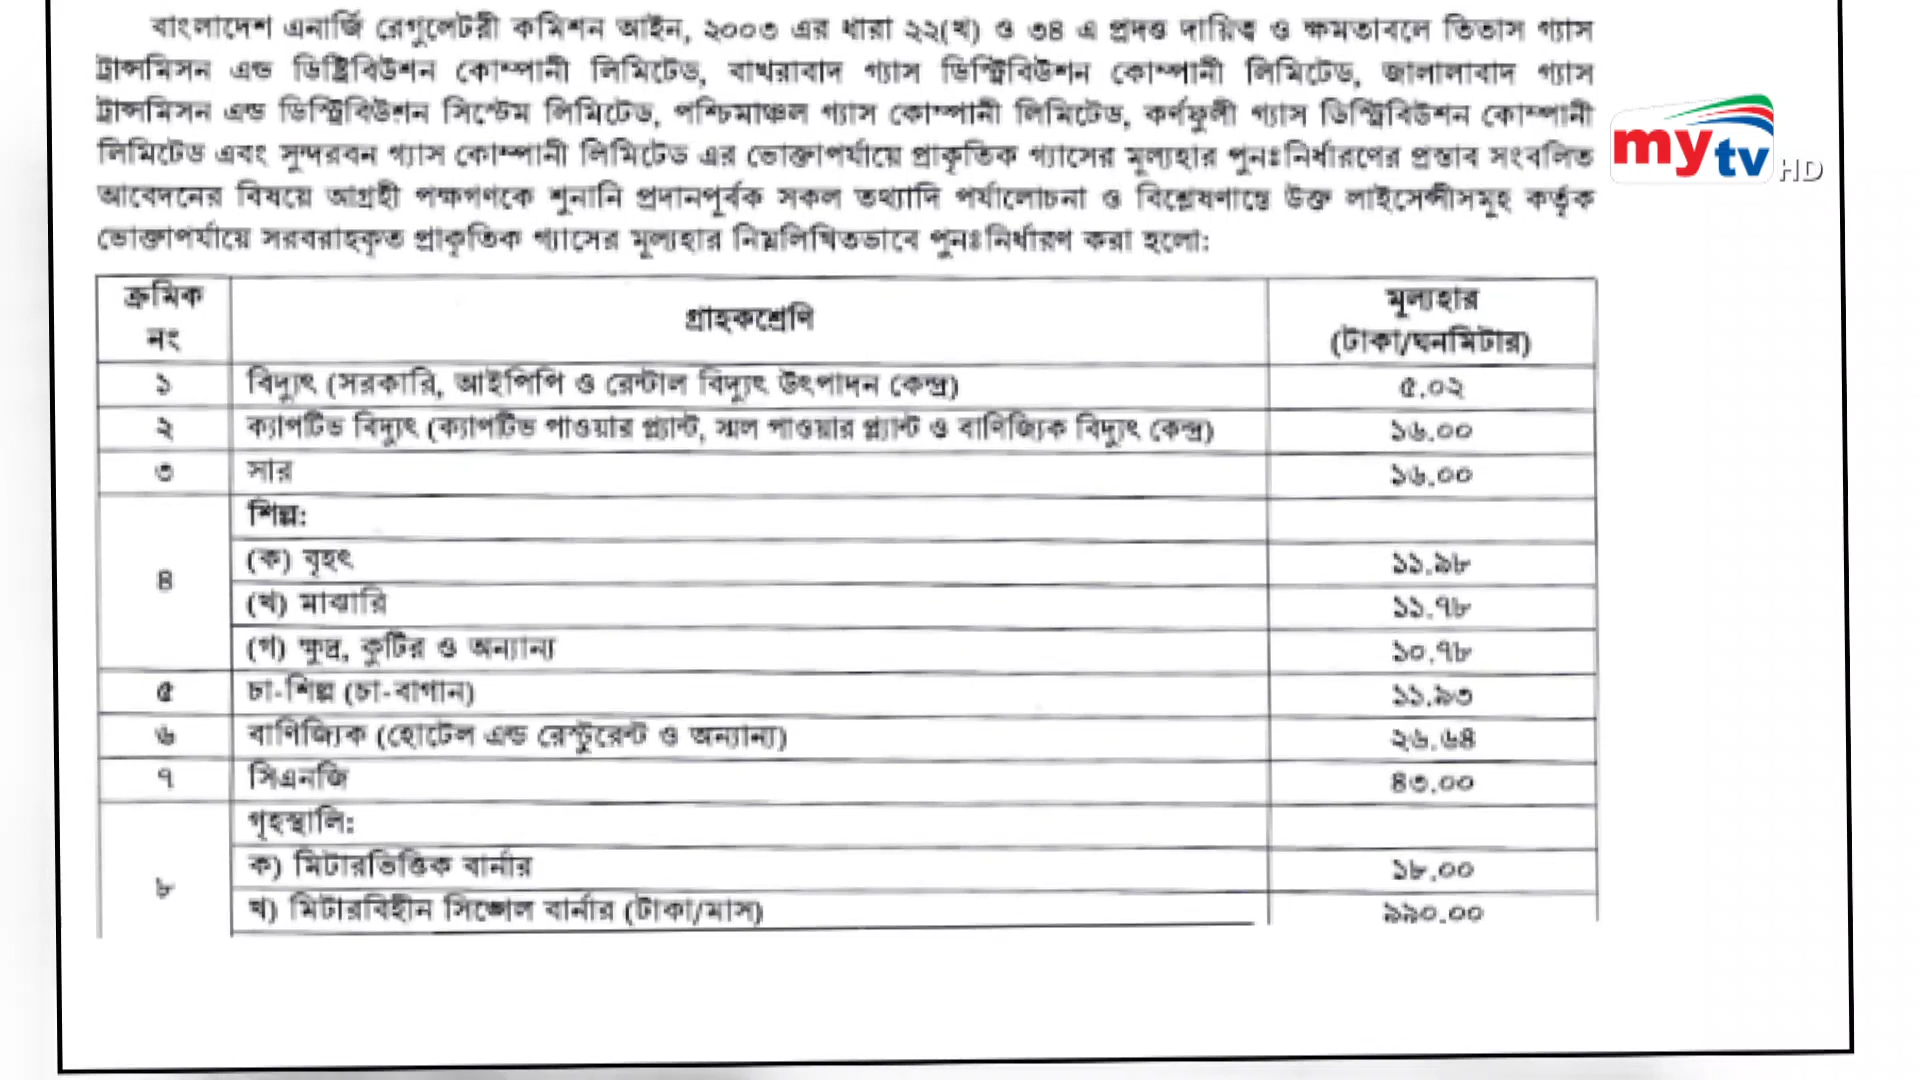 বাংলাদেশ এনার্জি রেগুলেটরী কমিশন আইন, ২০০৩ এর ধারা ২২(খ) ও ৩৪ এ প্রদত্ত দায়িত্ব ও ক্ষমতাবলে তিতাস গ্যাস
ট্রান্সমিসন এন্ড ডিষ্ট্রিবিউশন কোম্পানী লিমিটেড, বাখরাবাদ গ্যাস ডিস্ট্রিবিউশন কোম্পানী লিমিটেড, জালালাবাদ গ্যাস
ট্রান্সমিসন এন্ড ডিস্ট্রিবিউশন সিস্টেম লিমিটেড, পশ্চিমাঞ্চল গ্যাস কোম্পানী লিমিটেড, কর্ণফুলী গ্যাস ডিস্ট্রিবিউশন কোম্পানী
লিমিটেড এবং সুন্দরবন গ্যাস কোম্পানী লিমিটেড এর ভোক্তাপর্যায়ে প্রাকৃতিক গ্যাসের মূল্যহার পুনঃনির্ধারণের প্রস্তাব সংবলিত
আবেদনের বিষয়ে আগ্রহী পক্ষগণকে শুনানি প্রদানপূর্বক সকল তথ্যাদি পর্যালোচনা ও বিশ্লেষণান্তে উক্ত লাইসেন্সীসমূহ কর্তৃক
ভোক্তাপর্যায়ে সরবরাহকৃত প্রাকৃতিক গ্যাসের মূল্যহার নিম্নলিখিতভাবে পুনঃনির্ধারণ করা হলো:
my tv HD
ক্রমিক নং গ্রাহকশ্রেণি মূল্যহার (টাকা/ঘনমিটার)
১ বিদ্যুৎ (সরকারি, আইপিপি ও রেন্টাল বিদ্যুৎ উৎপাদন কেন্দ্র) ৫.০২
২ ক্যাপটিভ বিদ্যুৎ (ক্যাপটিভ পাওয়ার প্ল্যান্ট, স্মল পাওয়ার প্ল্যান্ট ও বাণিজ্যিক বিদ্যুৎ কেন্দ্র) ১৬.০০
৩ সার ১৬.০০
৪ শিল্প:
(ক) বৃহৎ ১১.৯৮
(খ) মাঝারি ১১.৭৮
(গ) ক্ষুদ্র, কুটির ও অন্যান্য ১০.৭৮
৫ চা-শিল্প (চা-বাগান) ১১.৯৩
৬ বাণিজ্যিক (হোটেল এন্ড রেস্টুরেন্ট ও অন্যান্য) ২৬.৬৪
৭ সিএনজি ৪৩.০০
৮ গৃহস্থালি:
ক) মিটারভিত্তিক বার্নার ১৮.০০
খ) মিটারবিহীন সিঙ্গেল বার্নার (টাকা/মাস) ৯৯০.০০